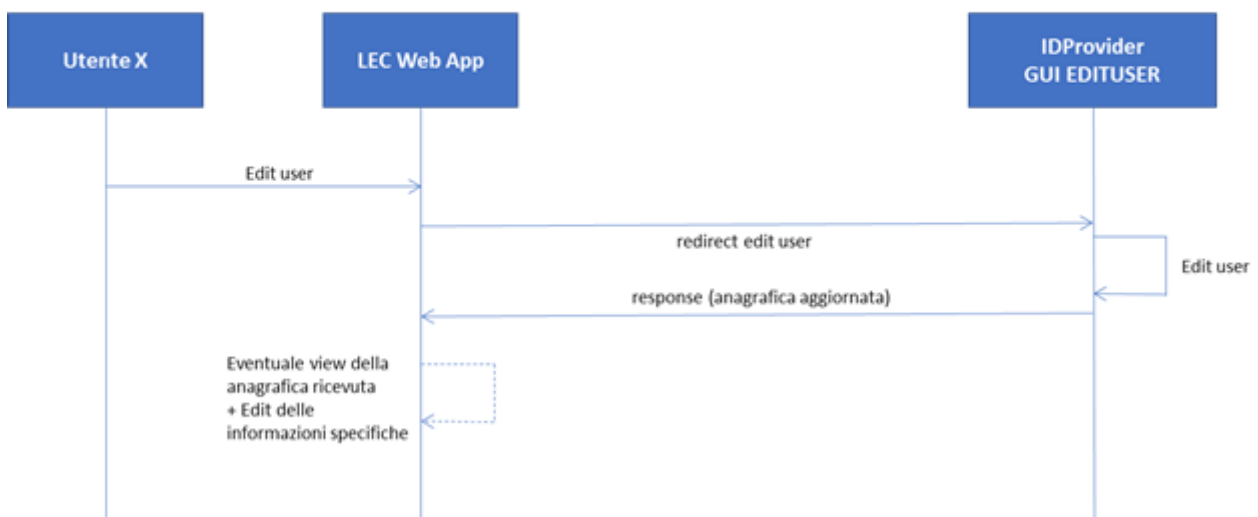 Utente X
LEC Web App
IDProvider
GUI EDITUSER
Edit user
redirect edit user
Edit user
response (anagrafica aggiornata)
Eventuale view della
anagrafica ricevuta
+ Edit delle
informazioni specifiche